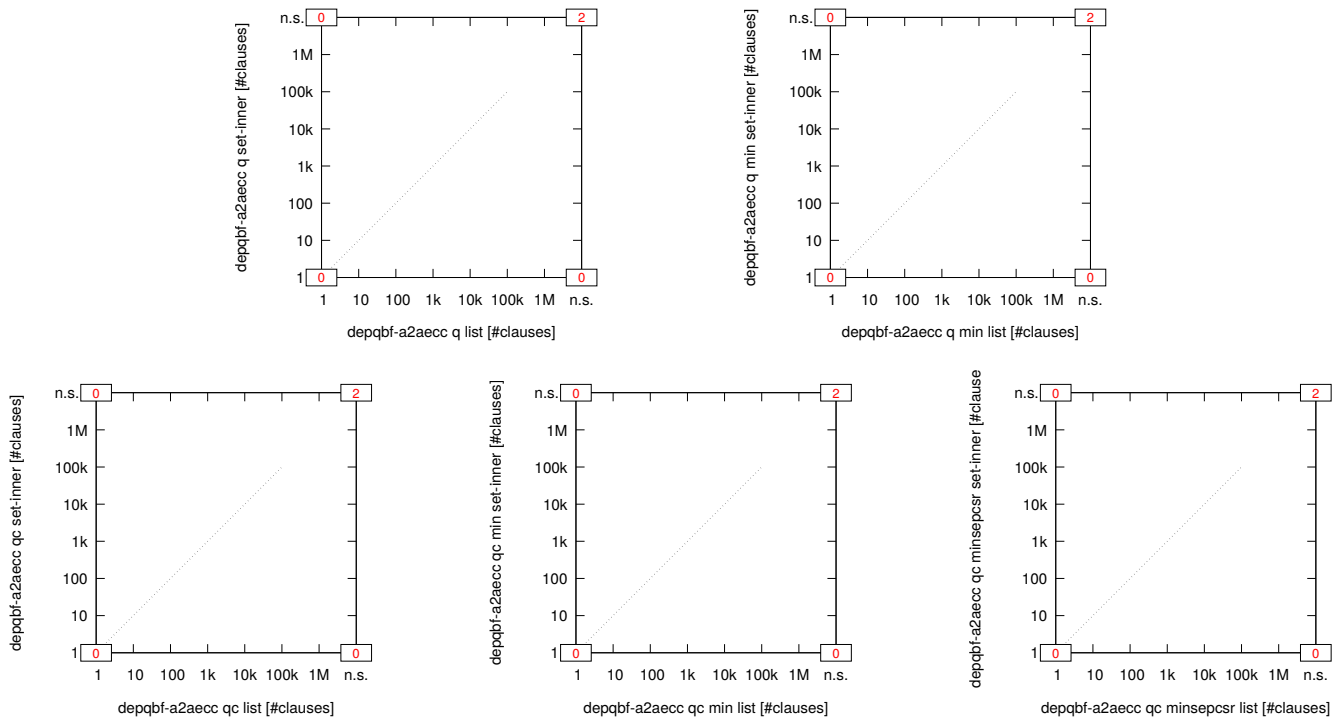 n.s. 0 2
1M
100k
10k
1k
100
10
1 0 0
1 10 100 1k 10k 100k 1M n.s.
depqbf-a2aecc q set-inner [#clauses]
depqbf-a2aecc q list [#clauses]
n.s. 0 2
1M
100k
10k
1k
100
10
1 0 0
1 10 100 1k 10k 100k 1M n.s.
depqbf-a2aecc q min set-inner [#clauses]
depqbf-a2aecc q min list [#clauses]
n.s. 0 2
1M
100k
10k
1k
100
10
1 0 0
1 10 100 1k 10k 100k 1M n.s.
depqbf-a2aecc qc set-inner [#clauses]
depqbf-a2aecc qc list [#clauses]
n.s. 0 2
1M
100k
10k
1k
100
10
1 0 0
1 10 100 1k 10k 100k 1M n.s.
depqbf-a2aecc qc min set-inner [#clauses]
depqbf-a2aecc qc min list [#clauses]
n.s. 0 2
1M
100k
10k
1k
100
10
1 0 0
1 10 100 1k 10k 100k 1M n.s.
depqbf-a2aecc qc minsepcsr set-inner [#clause
depqbf-a2aecc qc minsepcsr list [#clauses]